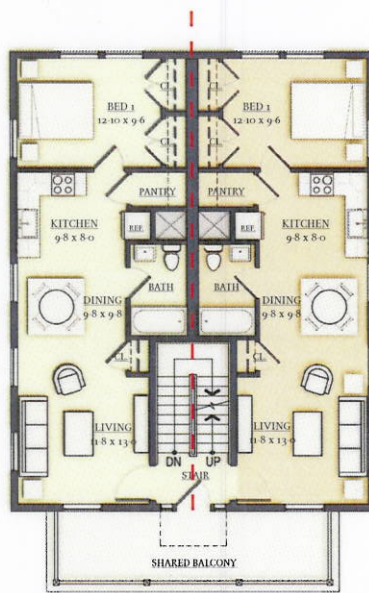 BED 1
12-10 x 9-6
CL
CL
BED 1
12-10 x 9-6
CL
CL
PANTRY
PANTRY
KITCHEN
9-8 x 8-0
REF.
REF.
KITCHEN
9-8 x 8-0
BATH
BATH
DINING
9-8 x 9-8
DINING
9-8 x 9-8
CL
CL
LIVING
11-8 x 13-0
LIVING
11-8 x 13-0
DN
UP
STAIR
SHARED BALCONY